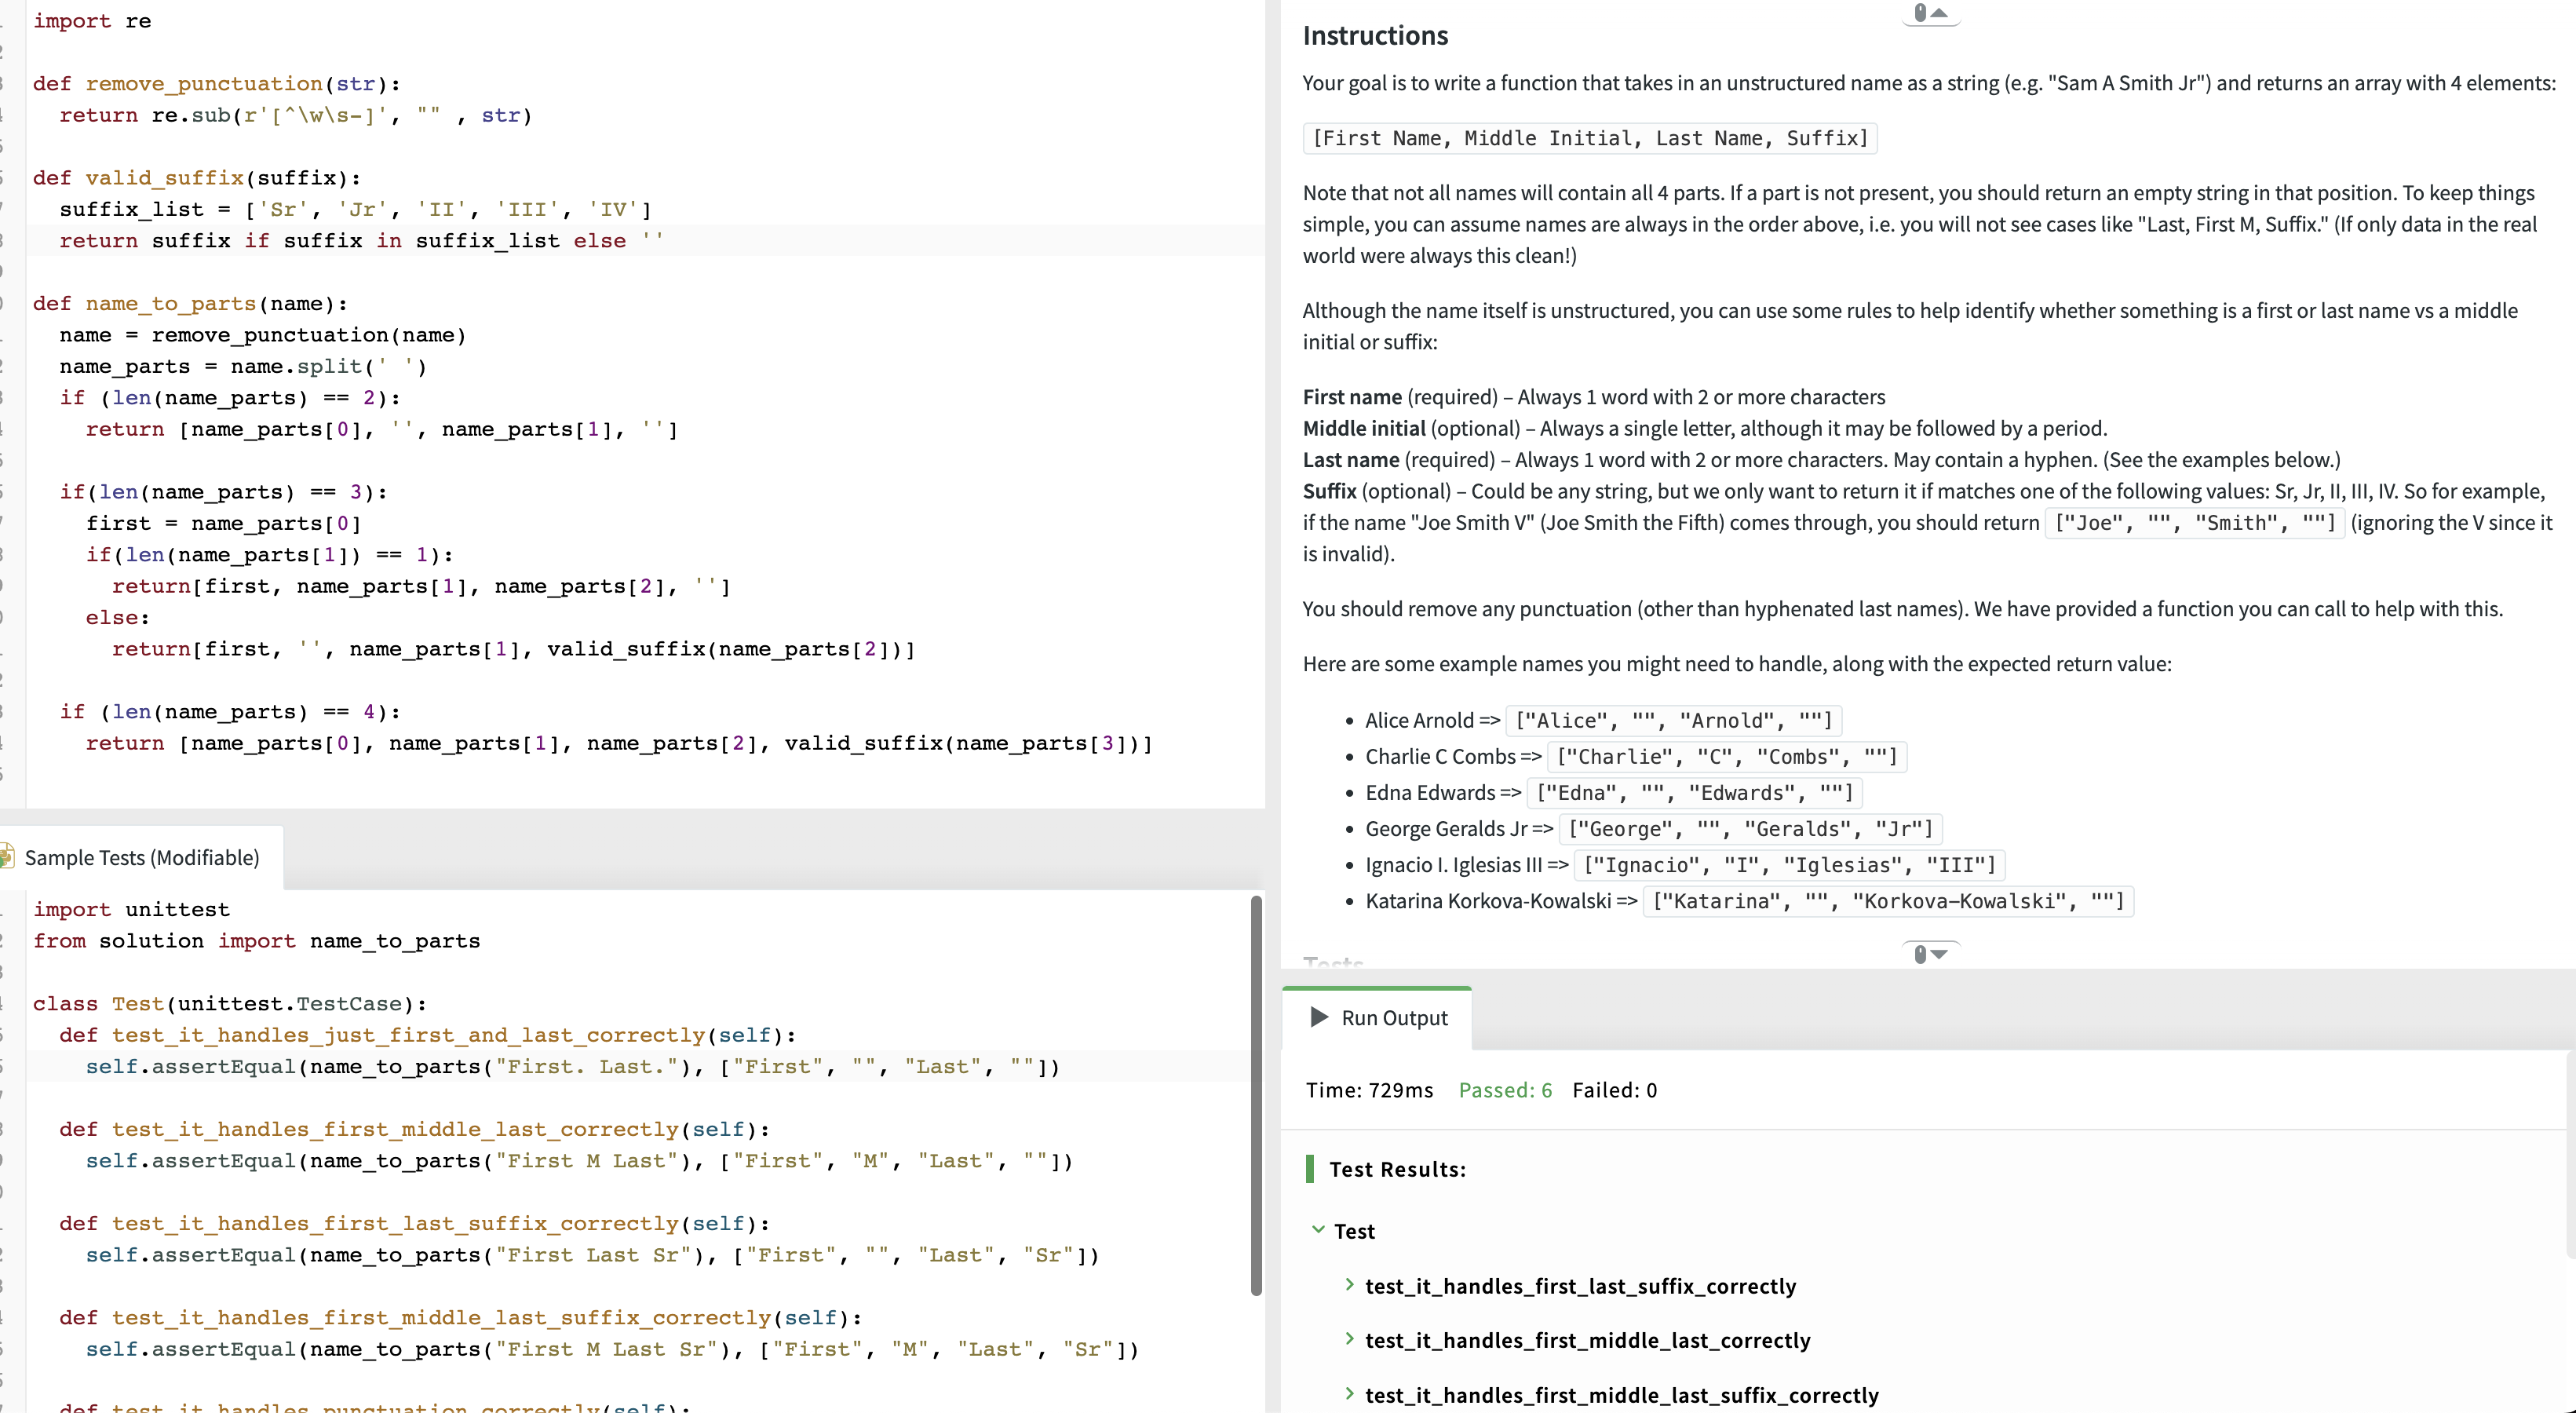 import re
def remove_punctuation(str):
return re.sub(r'[^\w\s-]', "" , str)
def valid_suffix(suffix):
suffix_list = ['Sr', 'Jr', 'II', 'III', 'IV']
return suffix if suffix in suffix_list else ''
def name_to_parts(name):
name = remove_punctuation(name)
name_parts = name.split(' ')
if (len(name_parts) == 2):
return [name_parts[0], '', name_parts[1], '']
if(len(name_parts) == 3):
first = name_parts[0]
if(len(name_parts[1]) == 1):
return[first, name_parts[1], name_parts[2], '']
else:
return[first, '', name_parts[1], valid_suffix(name_parts[2])]
if (len(name_parts) == 4):
return [name_parts[0], name_parts[1], name_parts[2], valid_suffix(name_parts[3])]
Sample Tests (Modifiable)
import unittest
from solution import name_to_parts
class Test(unittest.TestCase):
def test_it_handles_just_first_and_last_correctly(self):
self.assertEqual(name_to_parts("First. Last."), ["First", "", "Last", ""])
def test_it_handles_first_middle_last_correctly(self):
self.assertEqual(name_to_parts("First M Last"), ["First", "M", "Last", ""])
def test_it_handles_first_last_suffix_correctly(self):
self.assertEqual(name_to_parts("First Last Sr"), ["First", "", "Last", "Sr"])
def test_it_handles_first_middle_last_suffix_correctly(self):
self.assertEqual(name_to_parts("First M Last Sr"), ["First", "M", "Last", "Sr"])
def test_it_handles_punctuation_correctly(self):
Instructions
Your goal is to write a function that takes in an unstructured name as a string (e.g. "Sam A Smith Jr") and returns an array with 4 elements:
[First Name, Middle Initial, Last Name, Suffix]
Note that not all names will contain all 4 parts. If a part is not present, you should return an empty string in that position. To keep things
simple, you can assume names are always in the order above, i.e. you will not see cases like "Last, First M, Suffix." (If only data in the real
world were always this clean!)
Although the name itself is unstructured, you can use some rules to help identify whether something is a first or last name vs a middle
initial or suffix:
First name (required) – Always 1 word with 2 or more characters
Middle initial (optional) – Always a single letter, although it may be followed by a period.
Last name (required) – Always 1 word with 2 or more characters. May contain a hyphen. (See the examples below.)
Suffix (optional) – Could be any string, but we only want to return it if matches one of the following values: Sr, Jr, II, III, IV. So for example,
if the name "Joe Smith V" (Joe Smith the Fifth) comes through, you should return ["Joe", "", "Smith", ""] (ignoring the V since it
is invalid).
You should remove any punctuation (other than hyphenated last names). We have provided a function you can call to help with this.
Here are some example names you might need to handle, along with the expected return value:
• Alice Arnold => ["Alice", "", "Arnold", ""]
• Charlie C Combs => ["Charlie", "C", "Combs", ""]
• Edna Edwards => ["Edna", "", "Edwards", ""]
• George Geralds Jr => ["George", "", "Geralds", "Jr"]
• Ignacio I. Iglesias III => ["Ignacio", "I", "Iglesias", "III"]
• Katarina Korkova-Kowalski => ["Katarina", "", "Korkova-Kowalski", ""]
Tests
Run Output
Time: 729ms Passed: 6 Failed: 0
Test Results:
Test
test_it_handles_first_last_suffix_correctly
test_it_handles_first_middle_last_correctly
test_it_handles_first_middle_last_suffix_correctly